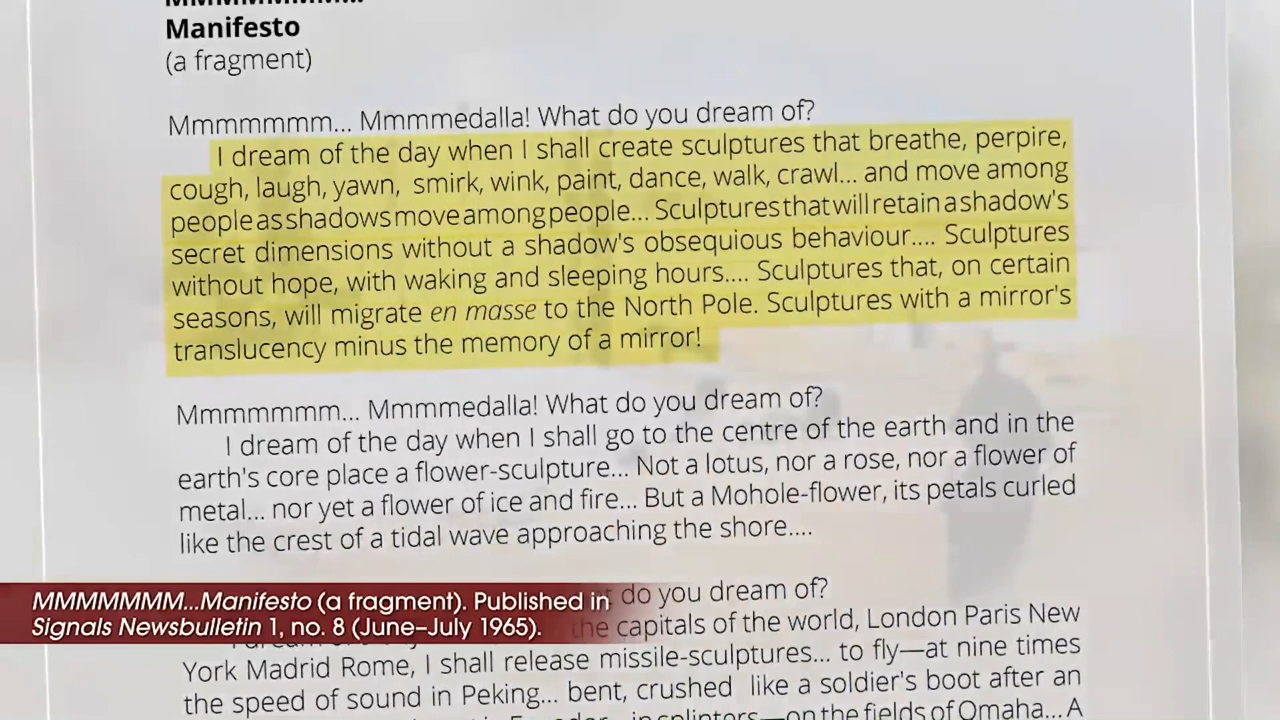 MMMMMMM...
Manifesto
(a fragment)
Mmmmmmm... Mmmmedalla! What do you dream of?
I dream of the day when I shall create sculptures that breathe, perpire,
cough, laugh, yawn, smirk, wink, paint, dance, walk, crawl... and move among
people as shadows move among people... Sculptures that will retain a shadow's
secret dimensions without a shadow's obsequious behaviour.... Sculptures
without hope, with waking and sleeping hours.... Sculptures that, on certain
seasons, will migrate en masse to the North Pole. Sculptures with a mirror's
translucency minus the memory of a mirror!
Mmmmmmm... Mmmmedalla! What do you dream of?
I dream of the day when I shall go to the centre of the earth and in the
earth's core place a flower-sculpture... Not a lotus, nor a rose, nor a flower of
metal... nor yet a flower of ice and fire... But a Mohole-flower, its petals curled
like the crest of a tidal wave approaching the shore....
do you dream of?
the capitals of the world, London Paris New
York Madrid Rome, I shall release missile-sculptures... to fly—at nine times
the speed of sound in Peking... bent, crushed like a soldier's boot after an
in splinters—on the fields of Omaha... A
MMMMMMM...Manifesto (a fragment). Published in
Signals Newsbulletin 1, no. 8 (June–July 1965).